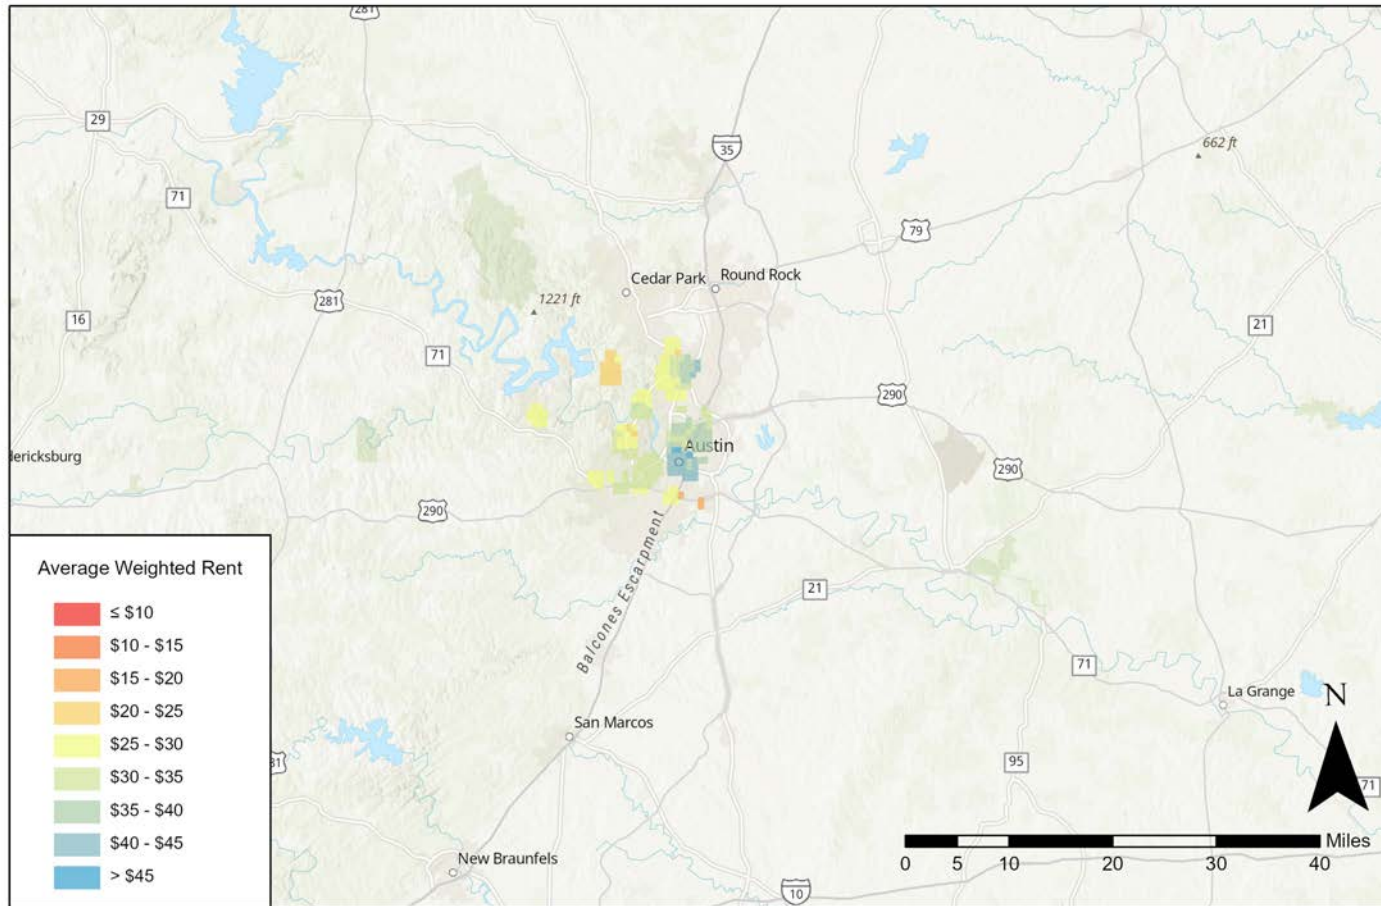 281
29
35
662 ft
71
79
Cedar Park
Round Rock
1221 ft
281
16
21
71
290
dericksburg
Austin
290
290
Balcones Escarpment
21
71
La Grange
N
San Marcos
95
71
New Braunfels
10
Average Weighted Rent
≤ $10
$10 - $15
$15 - $20
$20 - $25
$25 - $30
$30 - $35
$35 - $40
$40 - $45
> $45
Miles
0 5 10 20 30 40